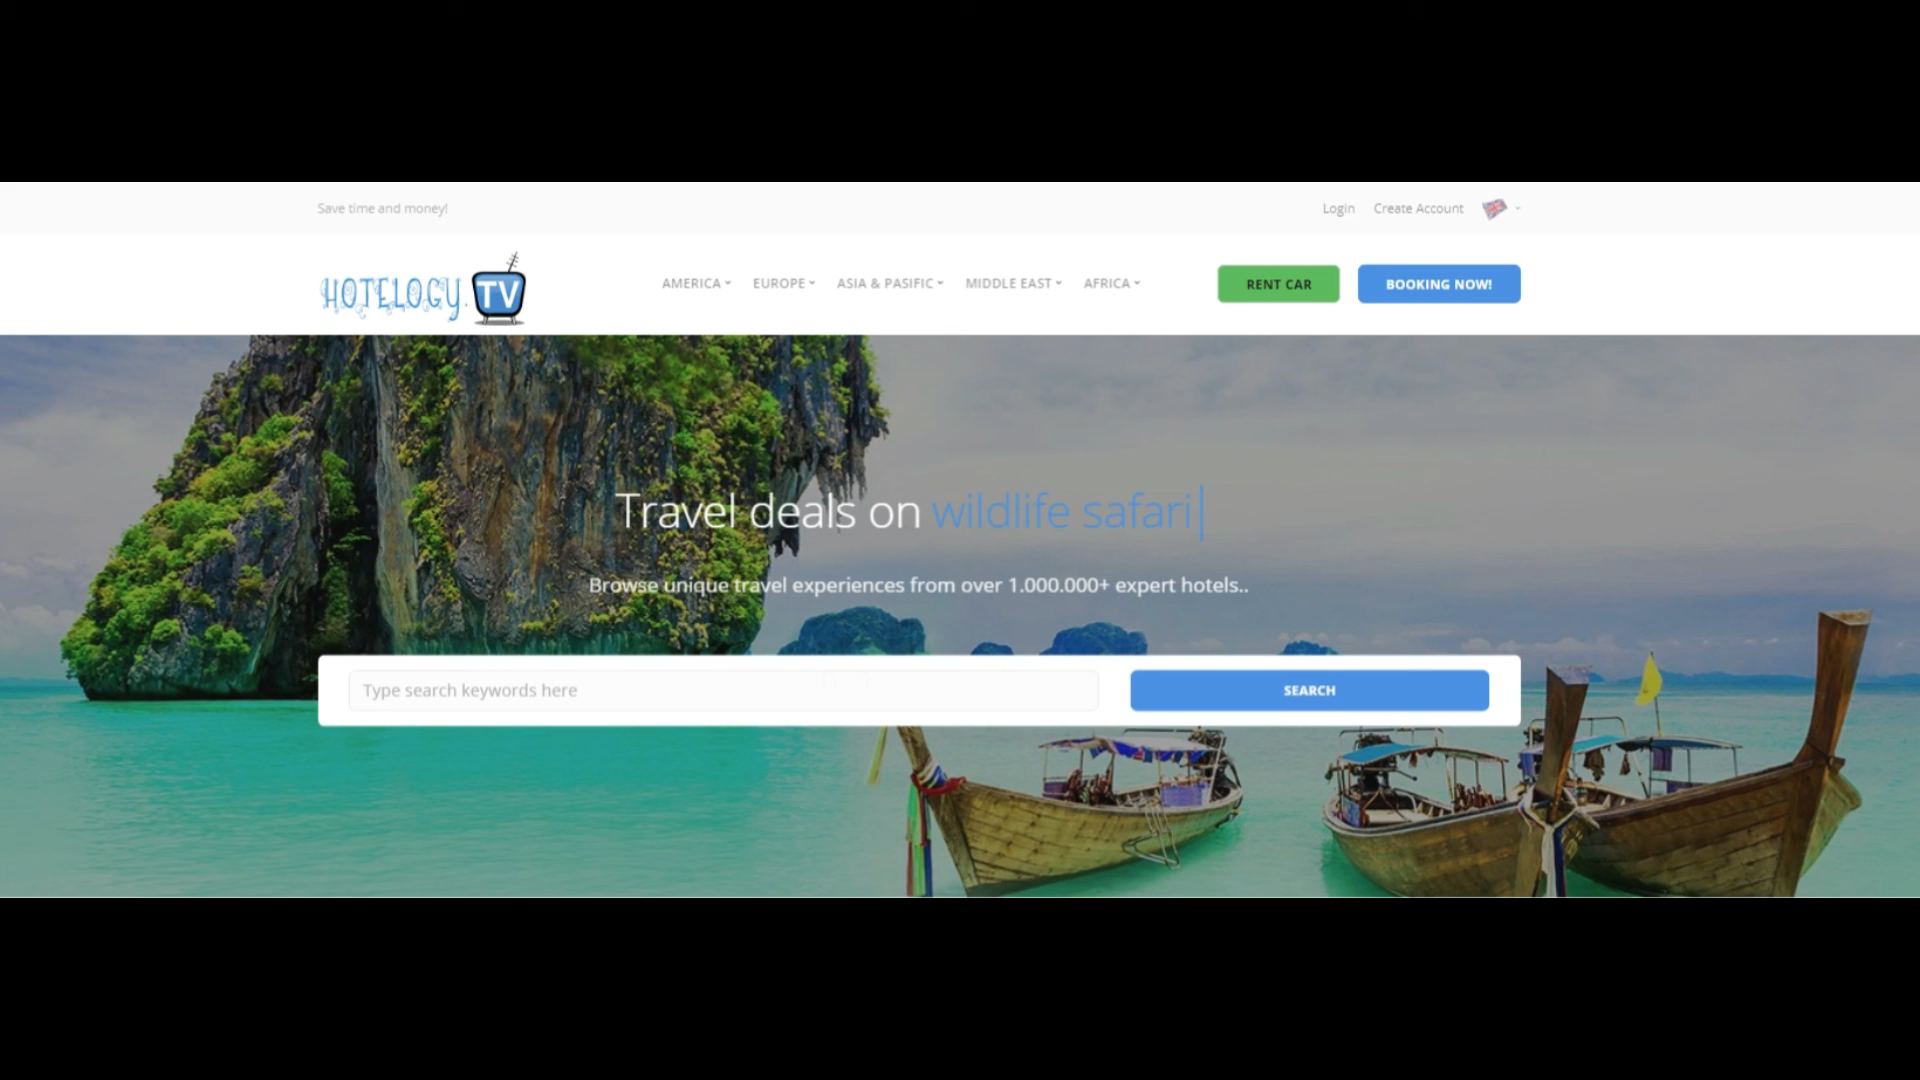 Save time and money!
Login Create Account
HOTELOGY.TV
AMERICA EUROPE ASIA & PASIFIC MIDDLE EAST AFRICA
RENT CAR BOOKING NOW!
Travel deals on wildlife safari
Browse unique travel experiences from over 1.000.000+ expert hotels..
Type search keywords here SEARCH